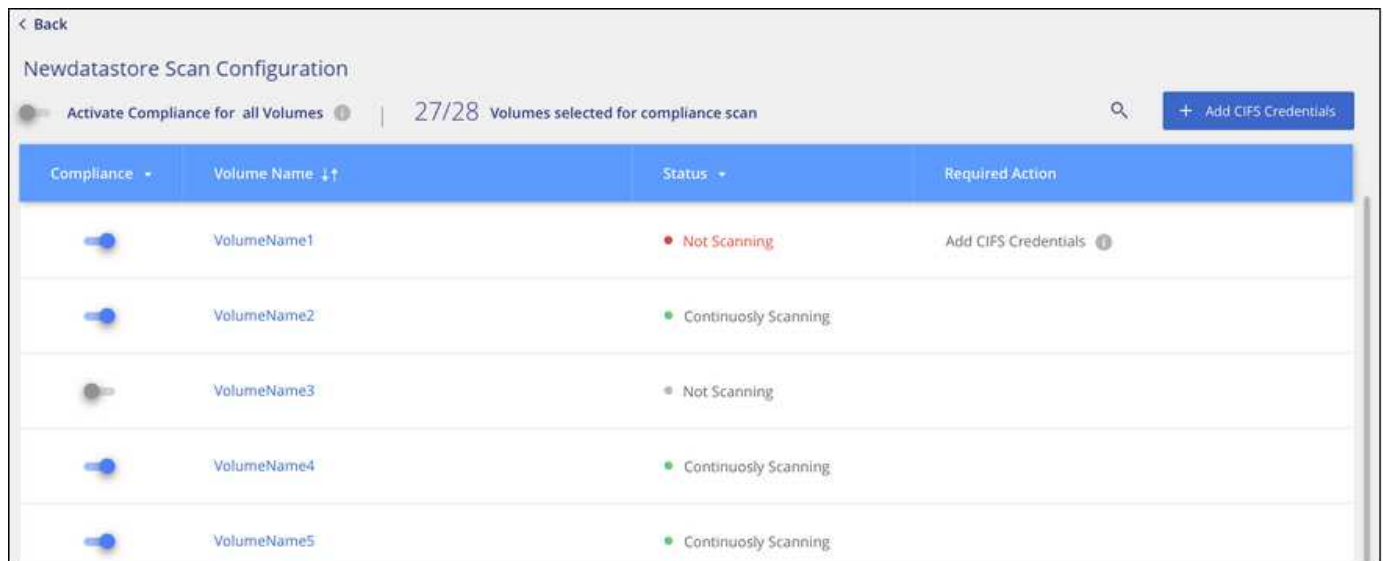 < Back
Newdatastore Scan Configuration
Activate Compliance for all Volumes i | 27/28 Volumes selected for compliance scan + Add CIFS Credentials
Compliance Volume Name ↓↑ Status Required Action
VolumeName1 • Not Scanning Add CIFS Credentials i
VolumeName2 • Continuosly Scanning
VolumeName3 • Not Scanning
VolumeName4 • Continuosly Scanning
VolumeName5 • Continuosly Scanning